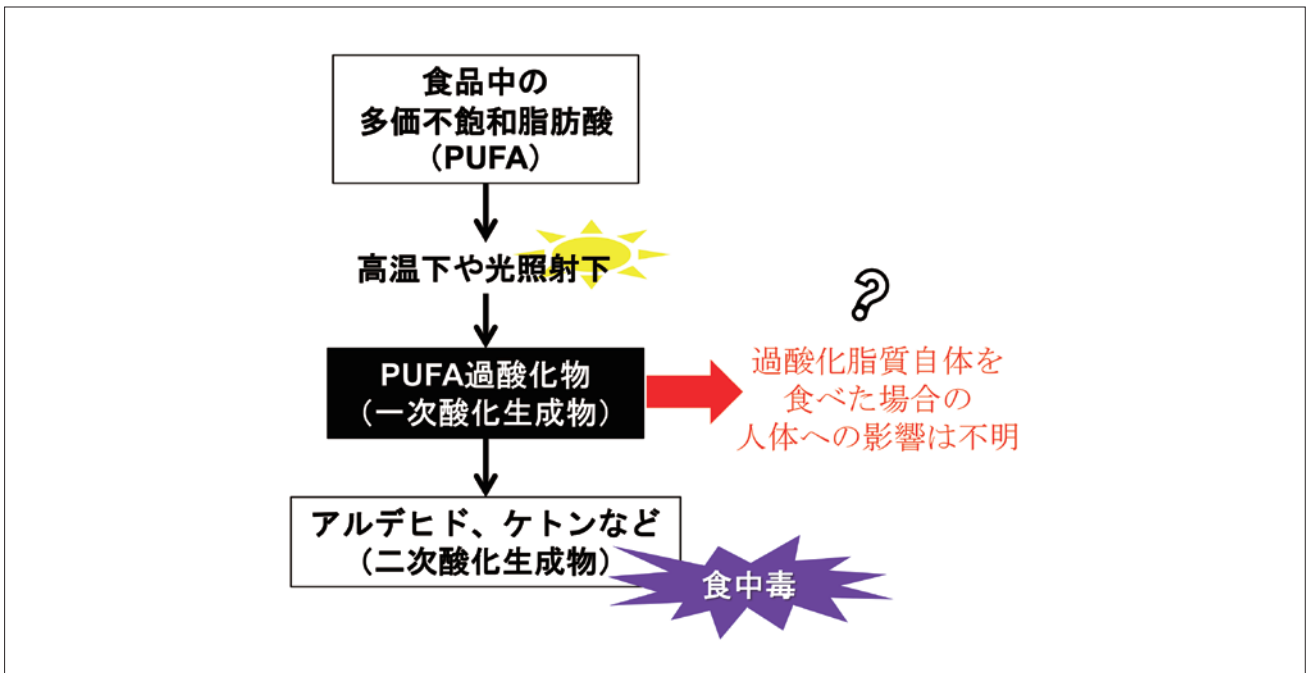 食品中の
多価不飽和脂肪酸
（PUFA）
高温下や光照射下
PUFA過酸化物
（一次酸化生成物）
?
過酸化脂質自体を
食べた場合の
人体への影響は不明
アルデヒド、ケトンなど
（二次酸化生成物）
食中毒